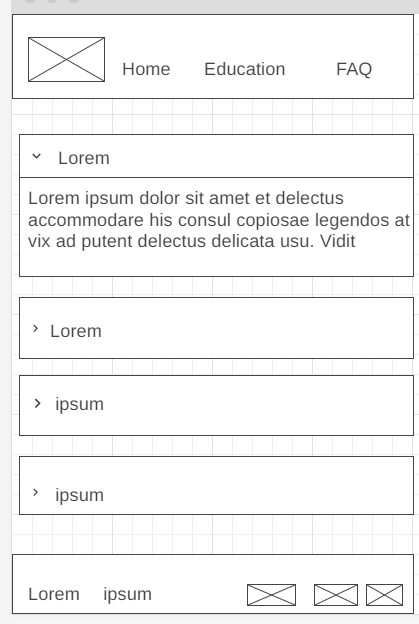 Home Education FAQ
Lorem
Lorem ipsum dolor sit amet et delectus
accommodare his consul copiosae legendos at
vix ad putent delectus delicata usu. Vidit
Lorem
ipsum
ipsum
Lorem ipsum